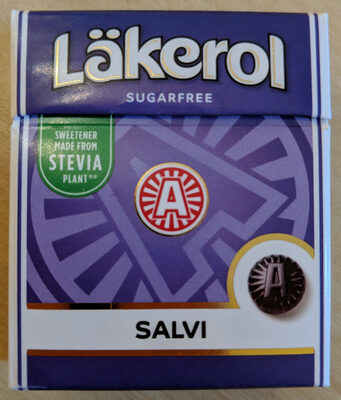 Läkerol
SUGARFREE
SWEETENER
MADE FROM
STEVIA
PLANT**
A
A
SALVI